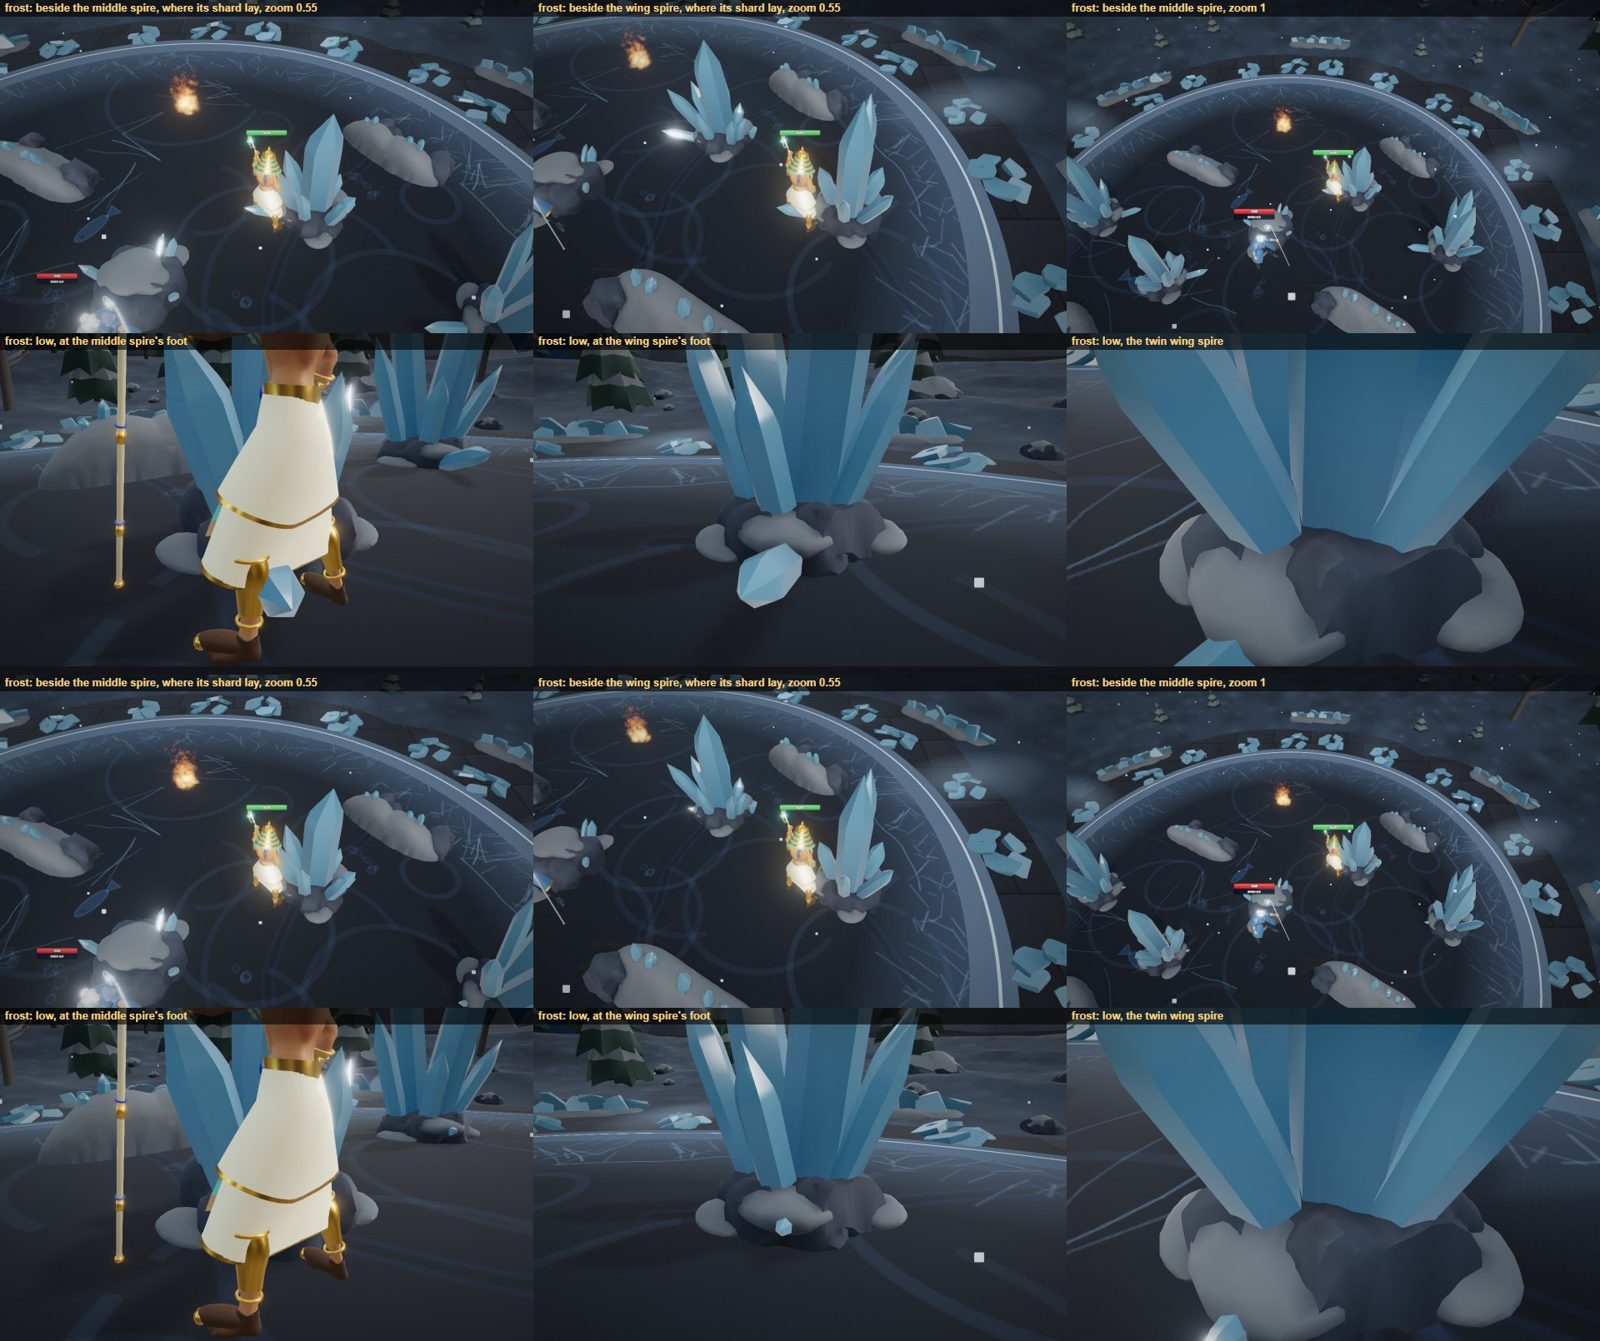 frost: beside the middle spire, where its shard lay, zoom 0.55
frost: beside the wing spire, where its shard lay, zoom 0.55
frost: beside the middle spire, zoom 1
frost: low, at the middle spire's foot
frost: low, at the wing spire's foot
frost: low, the twin wing spire
frost: beside the middle spire, where its shard lay, zoom 0.55
frost: beside the wing spire, where its shard lay, zoom 0.55
frost: beside the middle spire, zoom 1
frost: low, at the middle spire's foot
frost: low, at the wing spire's foot
frost: low, the twin wing spire